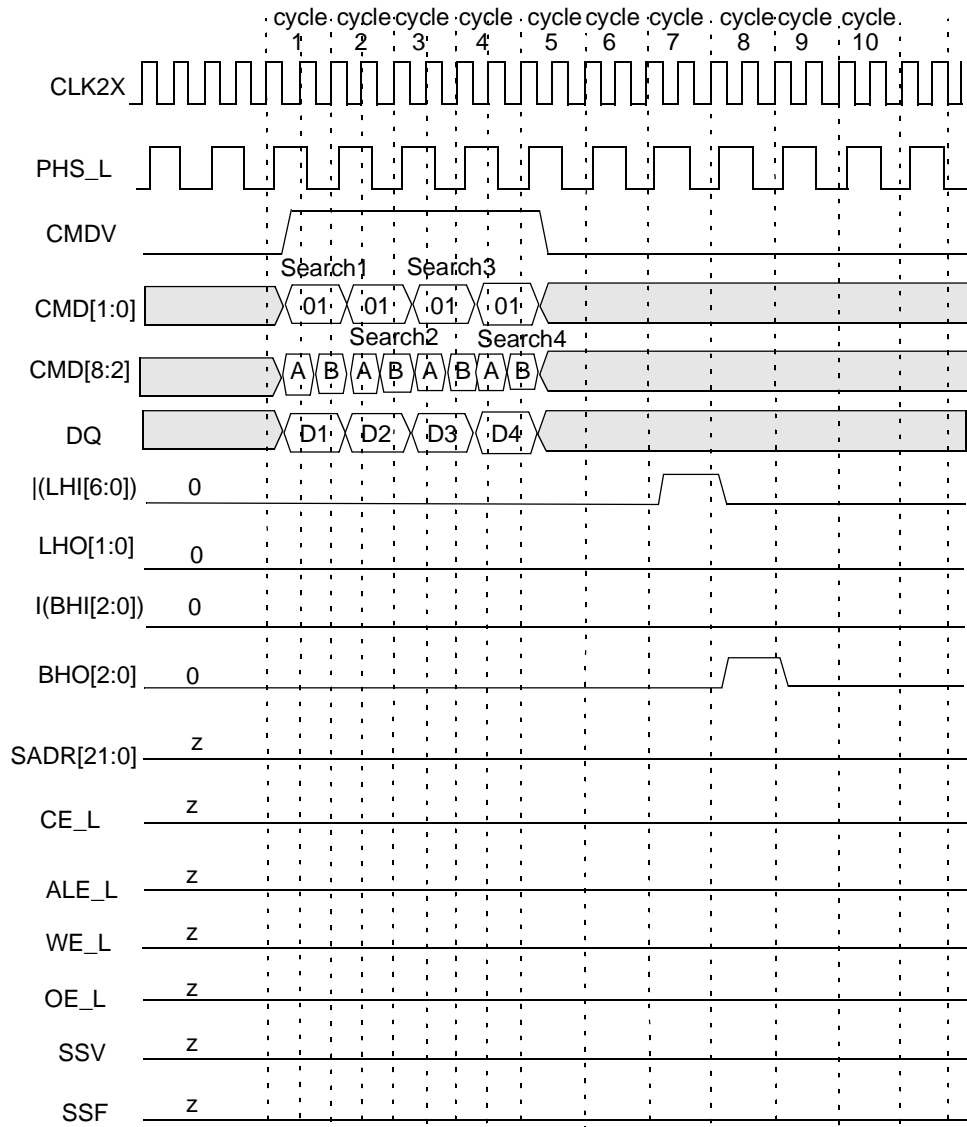 cycle cycle cycle cycle cycle cycle cycle cycle cycle cycle
1 2 3 4 5 6 7 8 9 10
CLK2X
PHS_L
CMDV
Search1 Search3
CMD[1:0] 01 01 01 01
Search2 Search4
CMD[8:2] A B A B A B A B
DQ D1 D2 D3 D4
|(LHI[6:0]) 0
LHO[1:0] 0
I(BHI[2:0]) 0
BHO[2:0] 0
SADR[21:0] z
CE_L z
ALE_L z
WE_L z
OE_L z
SSV z
SSF z